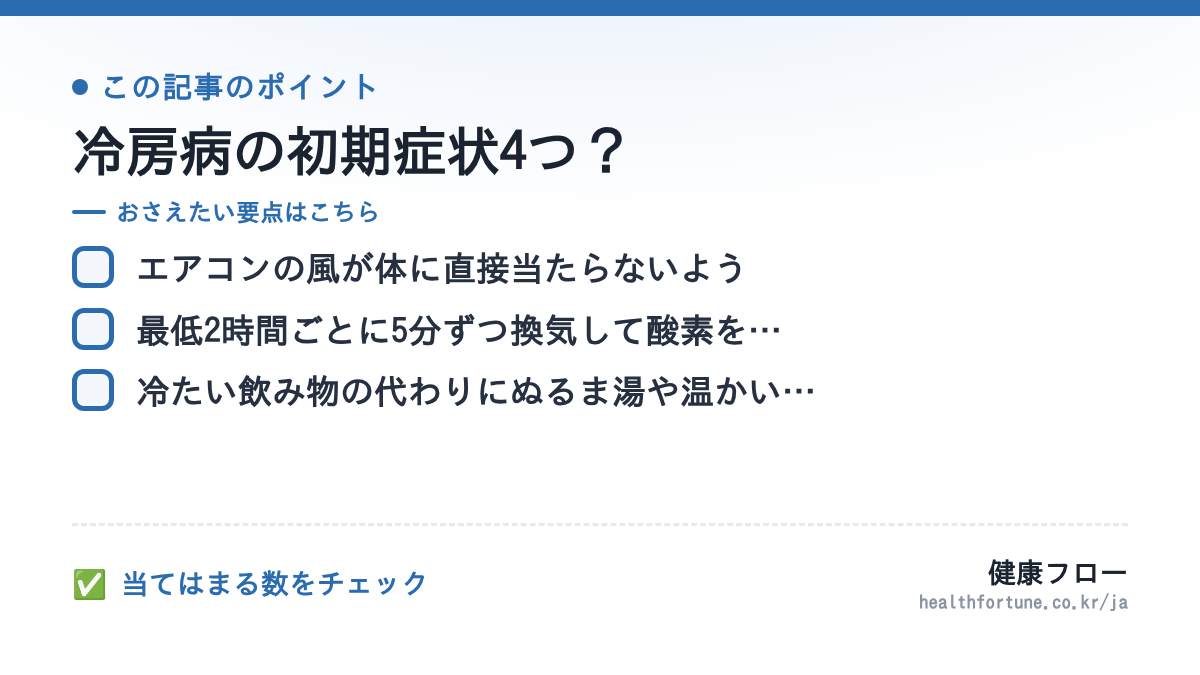 この記事のポイント
冷房病の初期症状4つ？
おさえたい要点はこちら
エアコンの風が体に直接当たらないよう
最低2時間ごとに5分ずつ換気して酸素を…
冷たい飲み物の代わりにぬるま湯や温かい…
当てはまる数をチェック
健康フロー
healthfortune.co.kr/ja